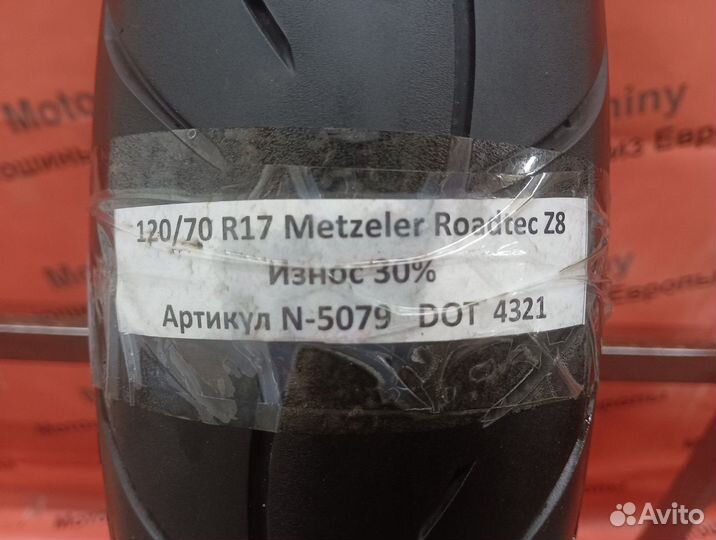 120/70 R17 Metzeler Roadtec Z8
Износ 30%
Артикул N-5079 DOT 4321
Avito